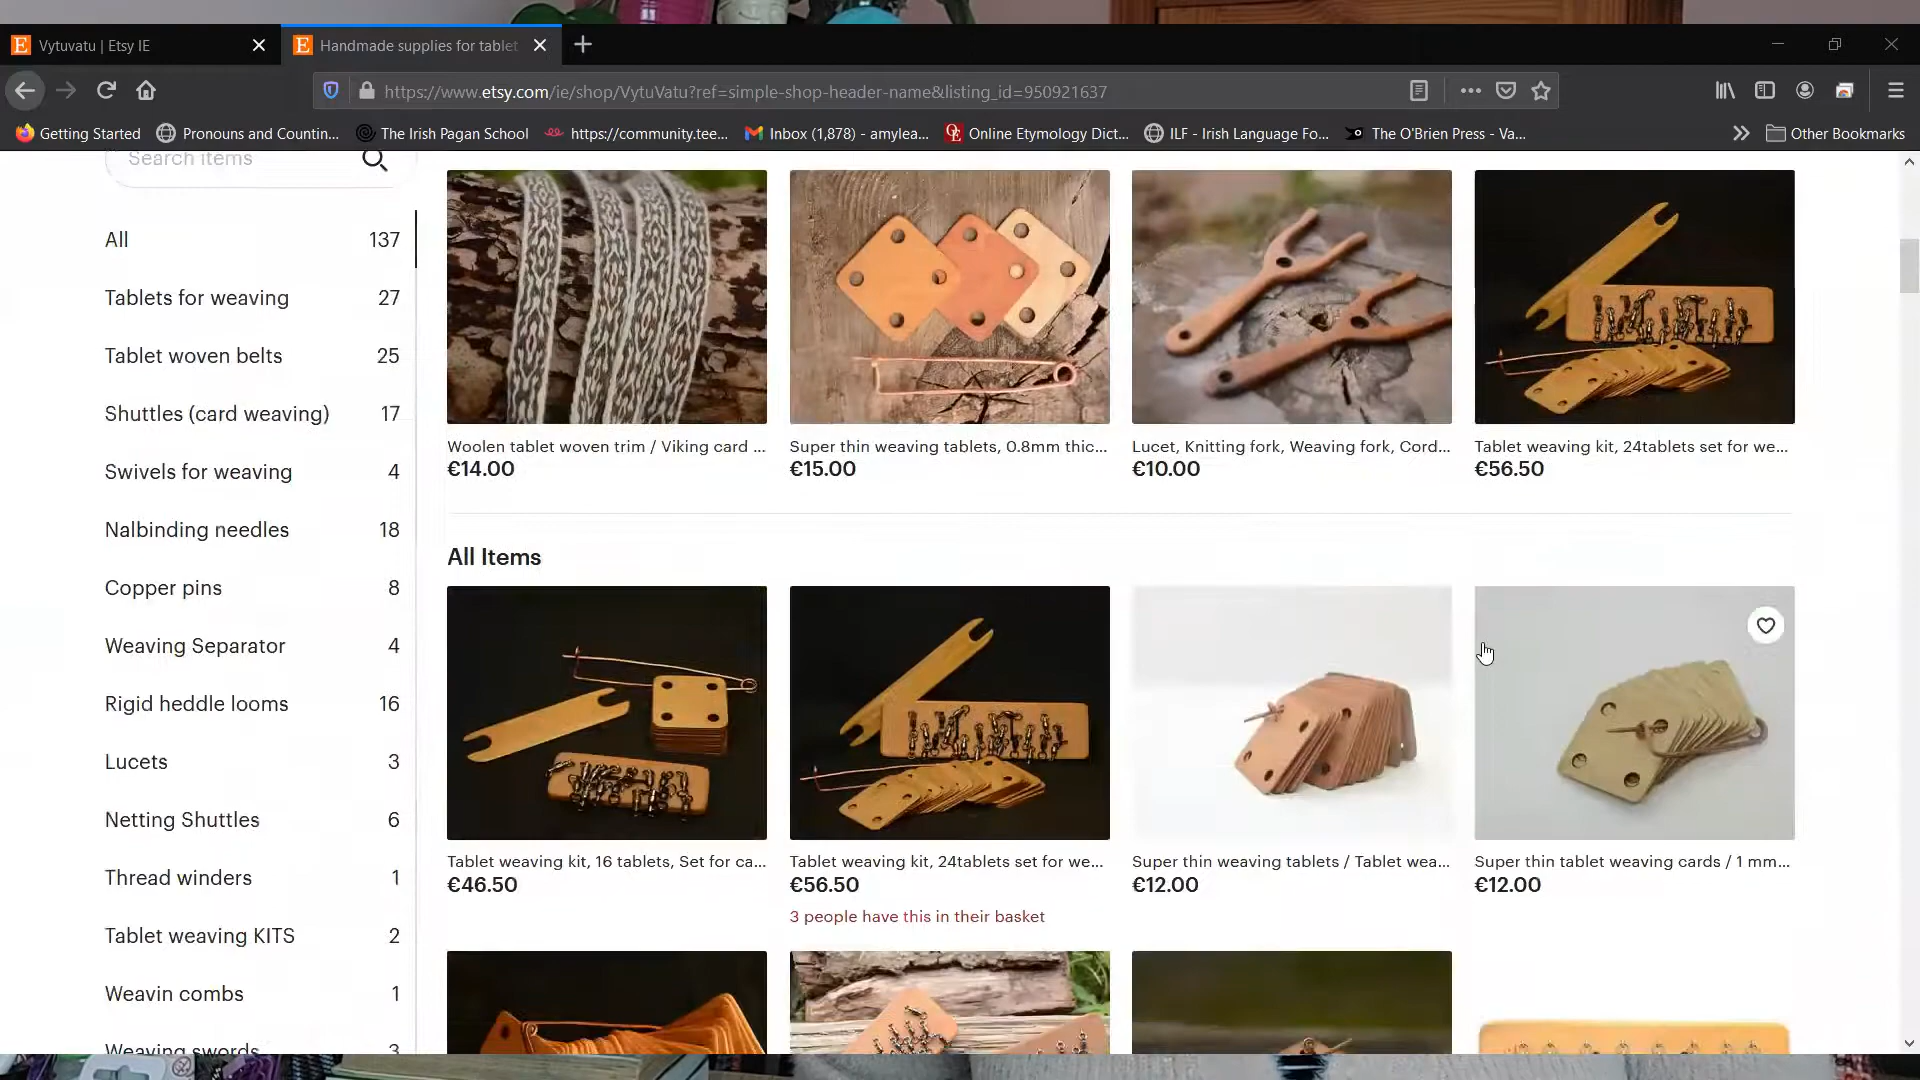 Vytuvatu | Etsy IE
Handmade supplies for tablet
https://www.etsy.com/ie/shop/VytuVatu?ref=simple-shop-header-name&listing_id=950921637
Getting Started
Pronouns and Countin...
The Irish Pagan School
https://community.tee...
Inbox (1,878) - amylea...
Online Etymology Dict...
ILF - Irish Language Fo...
The O'Brien Press - Va...
Other Bookmarks
Search items
All 137
Tablets for weaving 27
Tablet woven belts 25
Shuttles (card weaving) 17
Swivels for weaving 4
Nalbinding needles 18
Copper pins 8
Weaving Separator 4
Rigid heddle looms 16
Lucets 3
Netting Shuttles 6
Thread winders 1
Tablet weaving KITS 2
Weavin combs 1
Weaving swords 3
Woolen tablet woven trim / Viking card ...
€14.00
Super thin weaving tablets, 0.8mm thic...
€15.00
Lucet, Knitting fork, Weaving fork, Cord...
€10.00
Tablet weaving kit, 24tablets set for we...
€56.50
All Items
Tablet weaving kit, 16 tablets, Set for ca...
€46.50
Tablet weaving kit, 24tablets set for we...
€56.50
3 people have this in their basket
Super thin weaving tablets / Tablet wea...
€12.00
Super thin tablet weaving cards / 1 mm...
€12.00